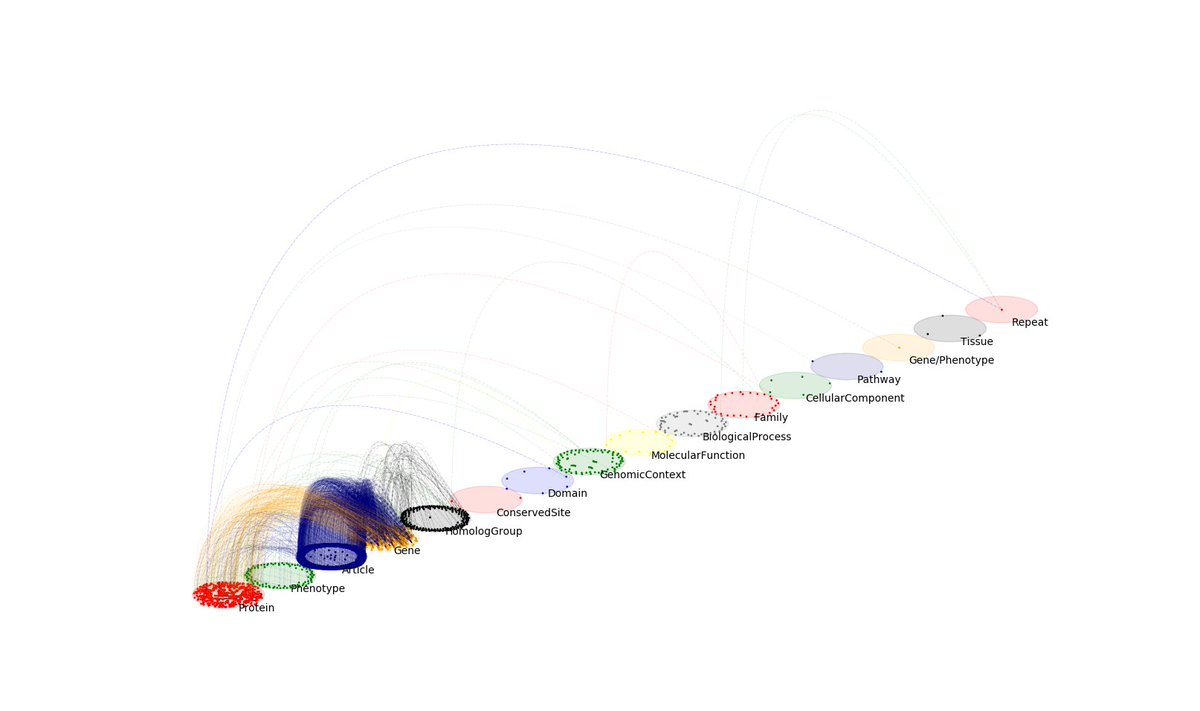 Repeat
Tissue
Gene/Phenotype
Pathway
CellularComponent
Family
BiologicalProcess
MolecularFunction
GenomicContext
Domain
ConservedSite
HomologGroup
Gene
Article
Phenotype
Protein